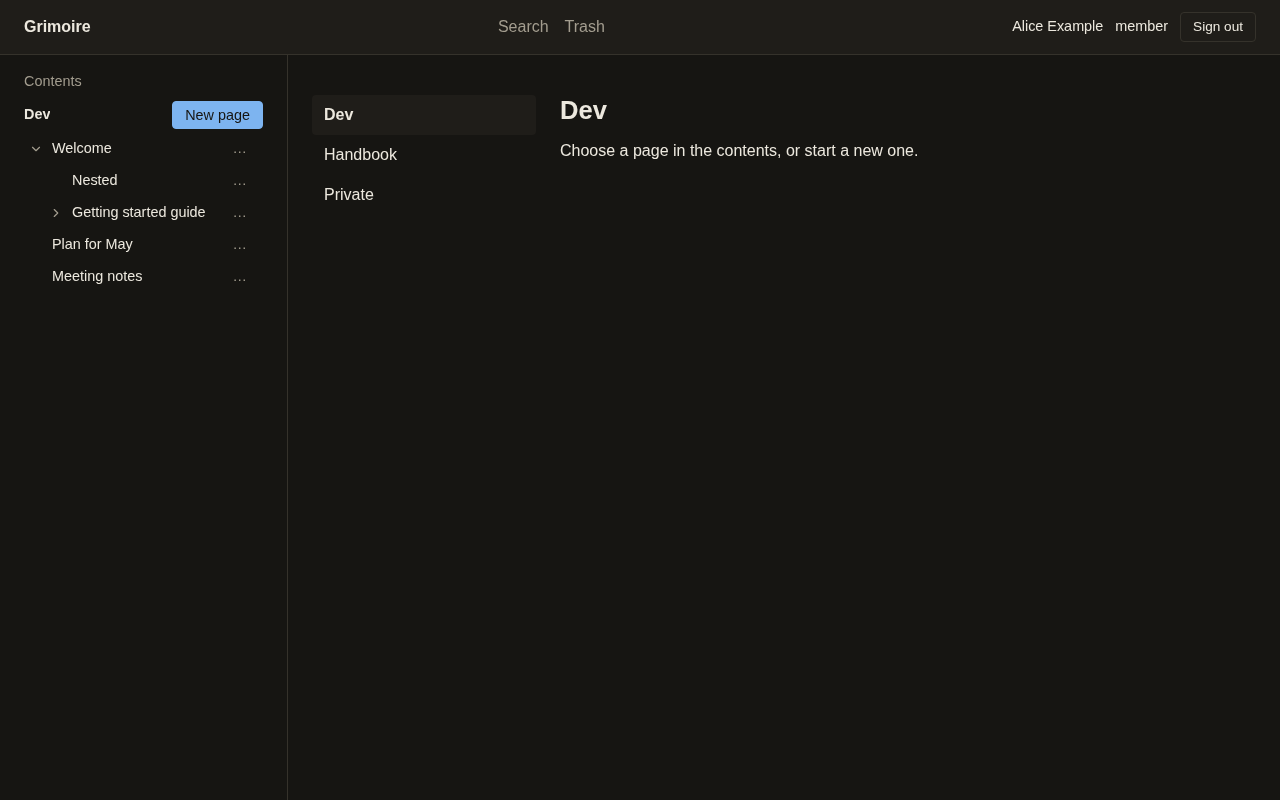 Grimoire
Search Trash
Alice Example member Sign out
Contents
Dev New page
Welcome ...
Nested ...
Getting started guide ...
Plan for May ...
Meeting notes ...
Dev
Handbook
Private
Dev
Choose a page in the contents, or start a new one.